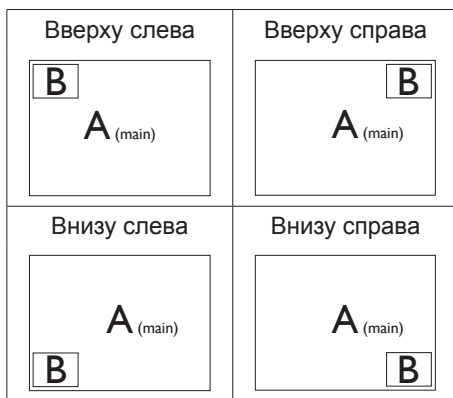 Вверху слева
B
A (main)
Вверху справа
B
A (main)
Внизу слева
A (main)
B
Внизу справа
A (main)
B